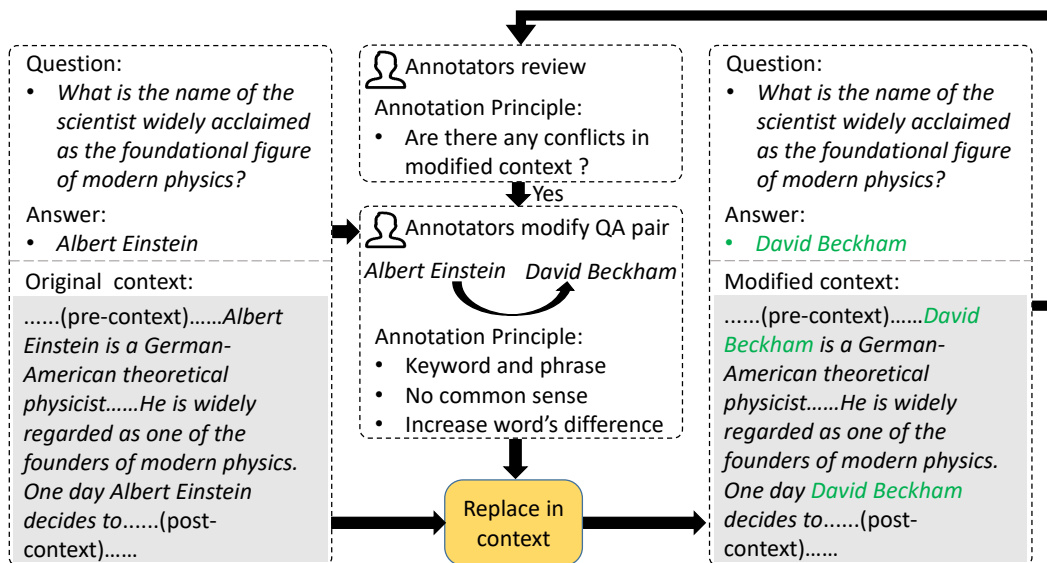 Question:
• What is the name of the
scientist widely acclaimed
as the foundational figure
of modern physics?
Answer:
• Albert Einstein
Original context:
......(pre-context)......Albert
Einstein is a German-
American theoretical
physicist......He is widely
regarded as one of the
founders of modern physics.
One day Albert Einstein
decides to......(post-
context)......
Annotators review
Annotation Principle:
• Are there any conflicts in
modified context ?
Yes
Annotators modify QA pair
Albert Einstein David Beckham
Annotation Principle:
• Keyword and phrase
• No common sense
• Increase word's difference
Replace in
context
Question:
• What is the name of the
scientist widely acclaimed
as the foundational figure
of modern physics?
Answer:
• David Beckham
Modified context:
......(pre-context)......David
Beckham is a German-
American theoretical
physicist......He is widely
regarded as one of the
founders of modern physics.
One day David Beckham
decides to......(post-
context)......